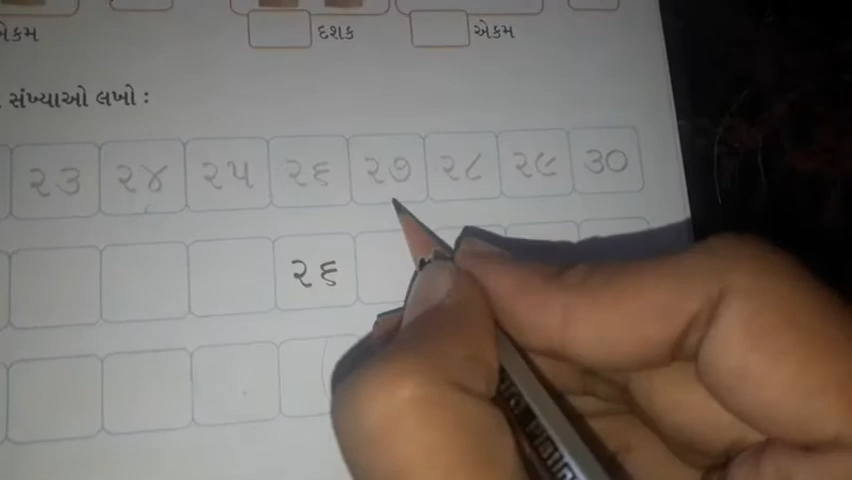 એકમ દશક એકમ
સંખ્યાઓ લખો :
૨૩ ૨૪ ૨૫ ૨૬ ૨૭ ૨૮ ૨૯ ૩૦
૨૬